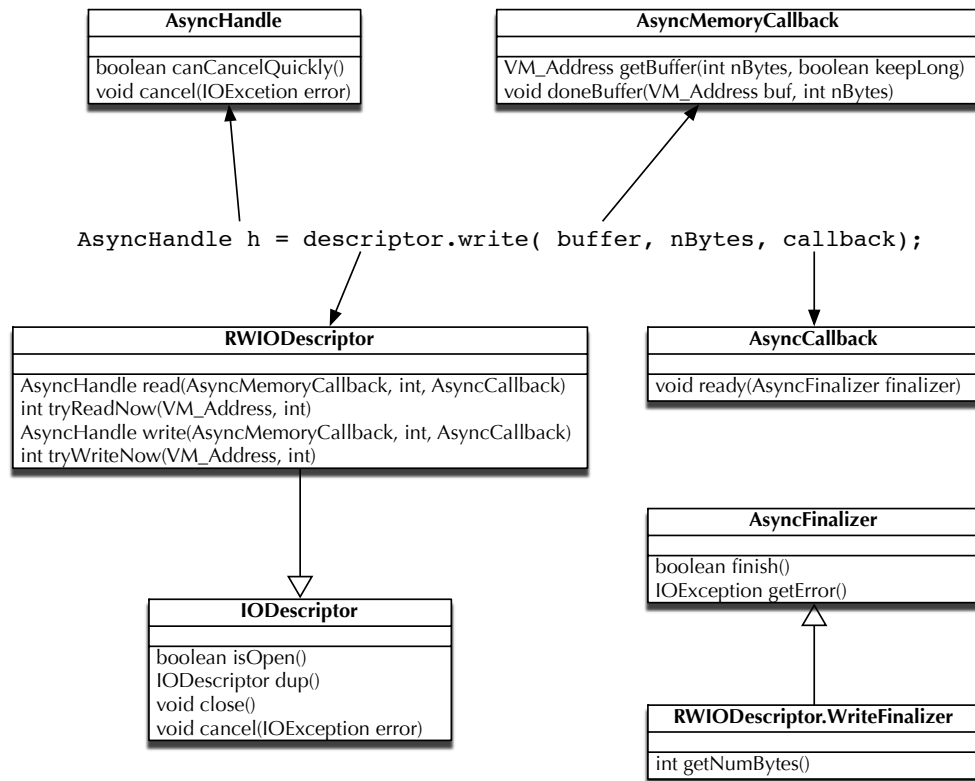 AsyncHandle
boolean canCancelQuickly()
void cancel(IOExcetion error)
AsyncMemoryCallback
VM_Address getBuffer(int nBytes, boolean keepLong)
void doneBuffer(VM_Address buf, int nBytes)
AsyncHandle h = descriptor.write( buffer, nBytes, callback);
RWIODescriptor
AsyncHandle read(AsyncMemoryCallback, int, AsyncCallback)
int tryReadNow(VM_Address, int)
AsyncHandle write(AsyncMemoryCallback, int, AsyncCallback)
int tryWriteNow(VM_Address, int)
AsyncCallback
void ready(AsyncFinalizer finalizer)
AsyncFinalizer
boolean finish()
IOException getError()
IODescriptor
boolean isOpen()
IODescriptor dup()
void close()
void cancel(IOException error)
RWIODescriptor.WriteFinalizer
int getNumBytes()